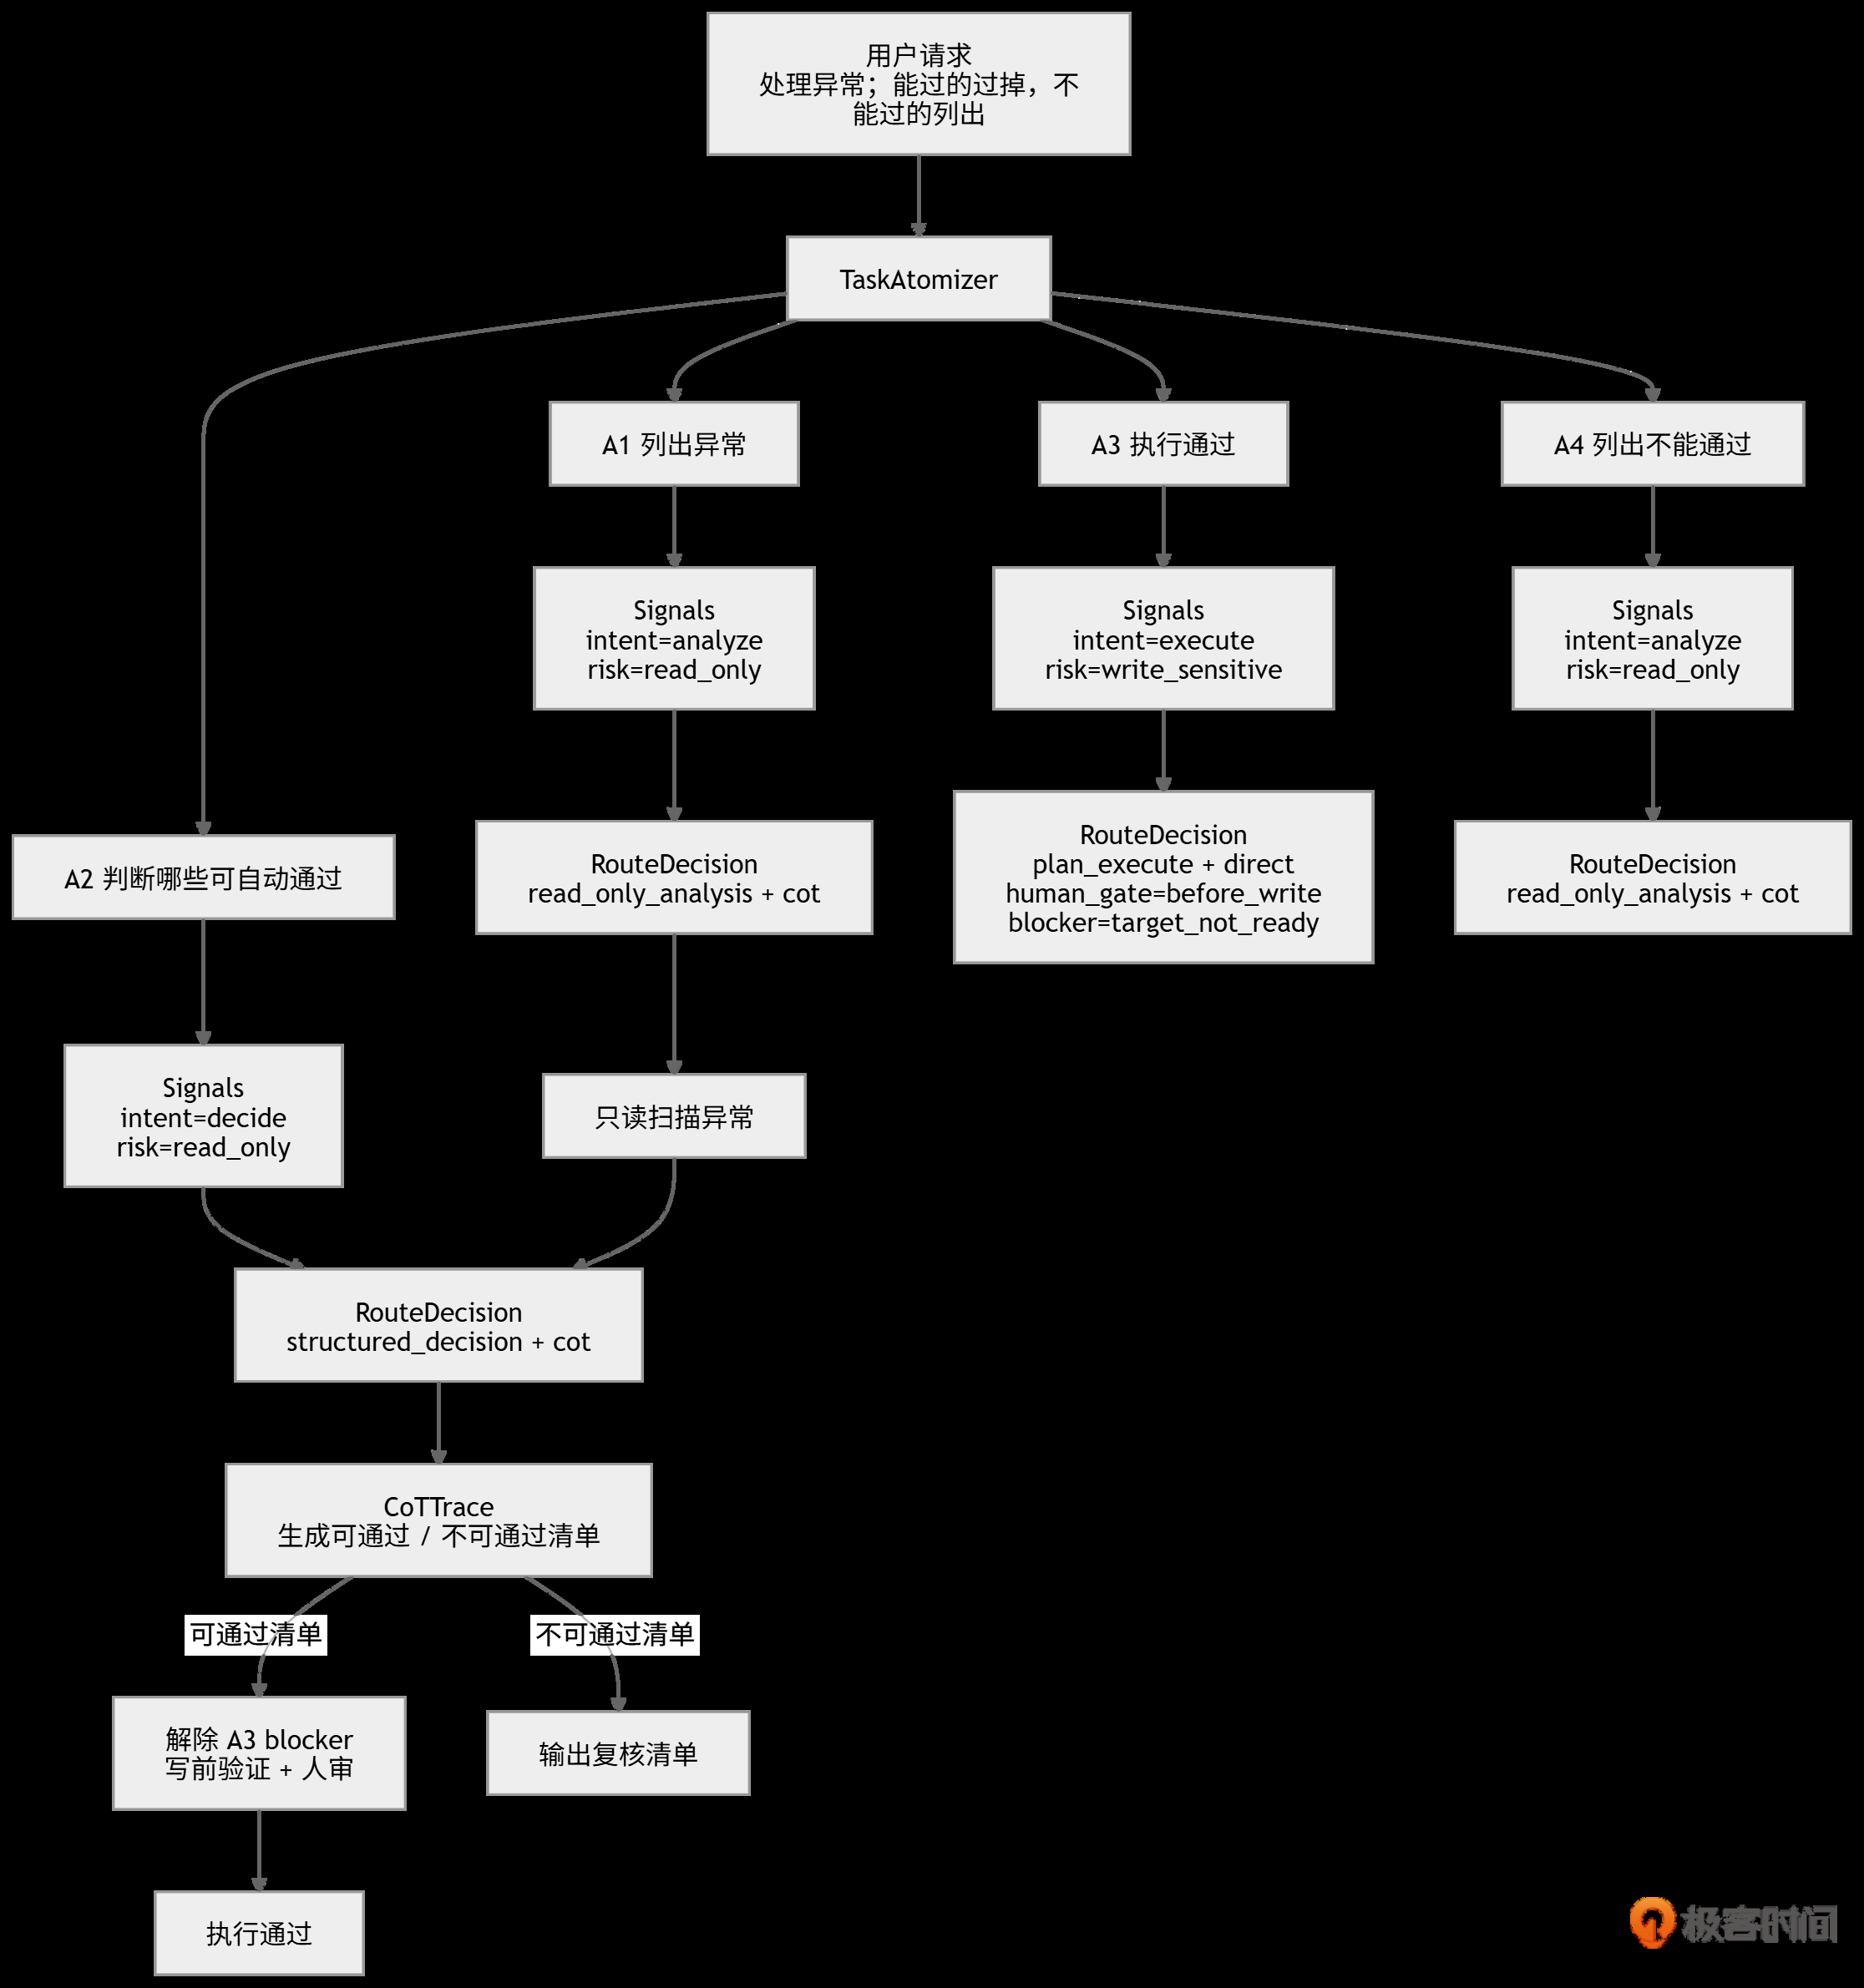 用户请求
处理异常；能过的过掉，不
能过的列出
TaskAtomizer
A1 列出异常
A3 执行通过
A4 列出不能通过
Signals
intent=analyze
risk=read_only
Signals
intent=execute
risk=write_sensitive
Signals
intent=analyze
risk=read_only
A2 判断哪些可自动通过
RouteDecision
read_only_analysis + cot
RouteDecision
plan_execute + direct
human_gate=before_write
blocker=target_not_ready
RouteDecision
read_only_analysis + cot
Signals
intent=decide
risk=read_only
只读扫描异常
RouteDecision
structured_decision + cot
CoTTrace
生成可通过 / 不可通过清单
可通过清单
不可通过清单
解除 A3 blocker
写前验证 + 人审
输出复核清单
执行通过
极客时间